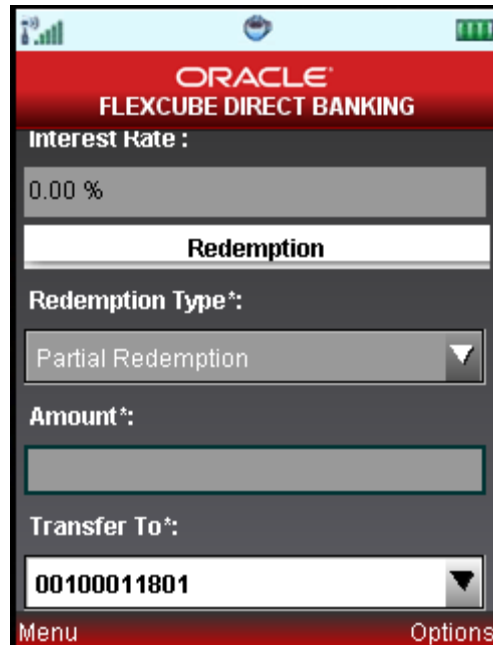 ORACLE
FLEXCUBE DIRECT BANKING
Interest Rate :
0.00 %
Redemption
Redemption Type*:
Partial Redemption
Amount*:
Transfer To*:
00100011801
Menu Options